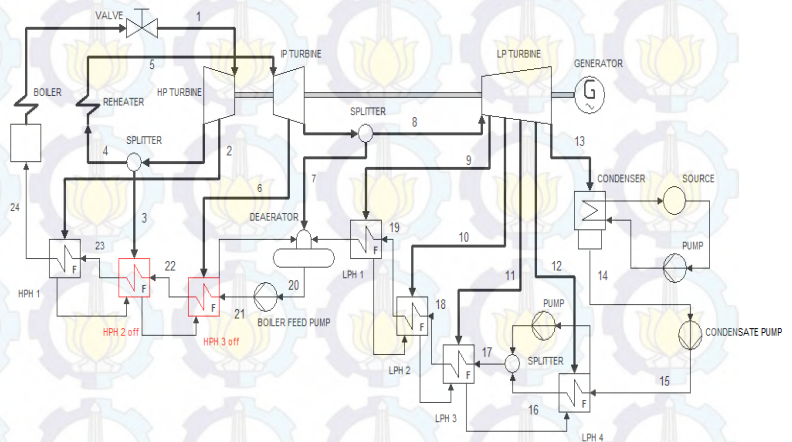 VALVE
1
5
IP TURBINE
LP TURBINE
GENERATOR
G
~
BOILER
REHEATER
HP TURBINE
SPLITTER
SPLITTER
8
13
4
2
9
CONDENSER
SOURCE
24
3
6
7
DEAERATOR
19
10
12
PUMP
23
22
20
11
14
F
HPH 1
F
F
21
F
LPH 1
18
PUMP
HPH 2 off
HPH 3 off
BOILER FEED PUMP
F
CONDENSATE PUMP
LPH 2
17
SPLITTER
F
15
LPH 3
16
F
LPH 4